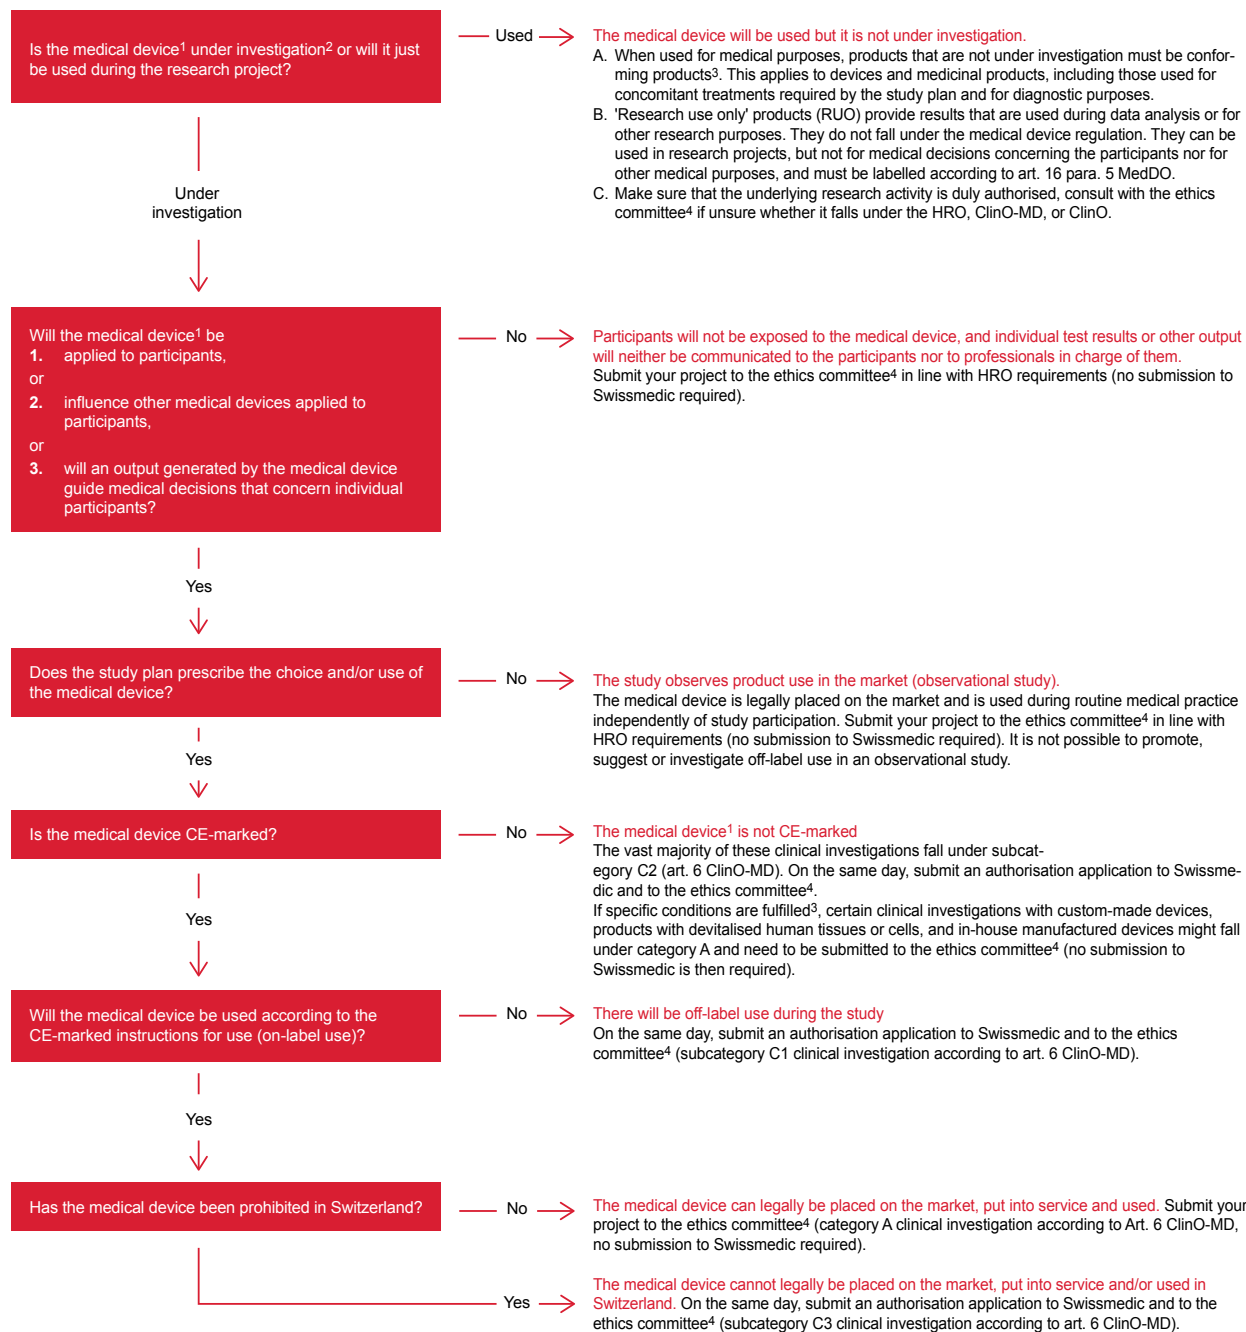 Is the medical device1 under investigation2 or will it just
be used during the research project?
Used
The medical device will be used but it is not under investigation.
A. When used for medical purposes, products that are not under investigation must be confor-
ming products3. This applies to devices and medicinal products, including those used for
concomitant treatments required by the study plan and for diagnostic purposes.
B. 'Research use only' products (RUO) provide results that are used during data analysis or for
other research purposes. They do not fall under the medical device regulation. They can be
used in research projects, but not for medical decisions concerning the participants nor for
other medical purposes, and must be labelled according to art. 16 para. 5 MedDO.
C. Make sure that the underlying research activity is duly authorised, consult with the ethics
committee4 if unsure whether it falls under the HRO, ClinO-MD, or ClinO.
Under
investigation
Will the medical device1 be
1. applied to participants,
or
2. influence other medical devices applied to
participants,
or
3. will an output generated by the medical device
guide medical decisions that concern individual
participants?
No
Participants will not be exposed to the medical device, and individual test results or other output
will neither be communicated to the participants nor to professionals in charge of them.
Submit your project to the ethics committee4 in line with HRO requirements (no submission to
Swissmedic required).
Yes
Does the study plan prescribe the choice and/or use of
the medical device?
No
The study observes product use in the market (observational study).
The medical device is legally placed on the market and is used during routine medical practice
independently of study participation. Submit your project to the ethics committee4 in line with
HRO requirements (no submission to Swissmedic required). It is not possible to promote,
suggest or investigate off-label use in an observational study.
Yes
Is the medical device CE-marked?
No
The medical device1 is not CE-marked
The vast majority of these clinical investigations fall under subcat-
egory C2 (art. 6 ClinO-MD). On the same day, submit an authorisation application to Swissme-
dic and to the ethics committee4.
If specific conditions are fulfilled3, certain clinical investigations with custom-made devices,
products with devitalised human tissues or cells, and in-house manufactured devices might fall
under category A and need to be submitted to the ethics committee4 (no submission to
Swissmedic is then required).
Yes
Will the medical device be used according to the
CE-marked instructions for use (on-label use)?
No
There will be off-label use during the study
On the same day, submit an authorisation application to Swissmedic and to the ethics
committee4 (subcategory C1 clinical investigation according to art. 6 ClinO-MD).
Yes
Has the medical device been prohibited in Switzerland?
No
The medical device can legally be placed on the market, put into service and used. Submit your
project to the ethics committee4 (category A clinical investigation according to Art. 6 ClinO-MD,
no submission to Swissmedic required).
Yes
The medical device cannot legally be placed on the market, put into service and/or used in
Switzerland. On the same day, submit an authorisation application to Swissmedic and to the
ethics committee4 (subcategory C3 clinical investigation according to art. 6 ClinO-MD).